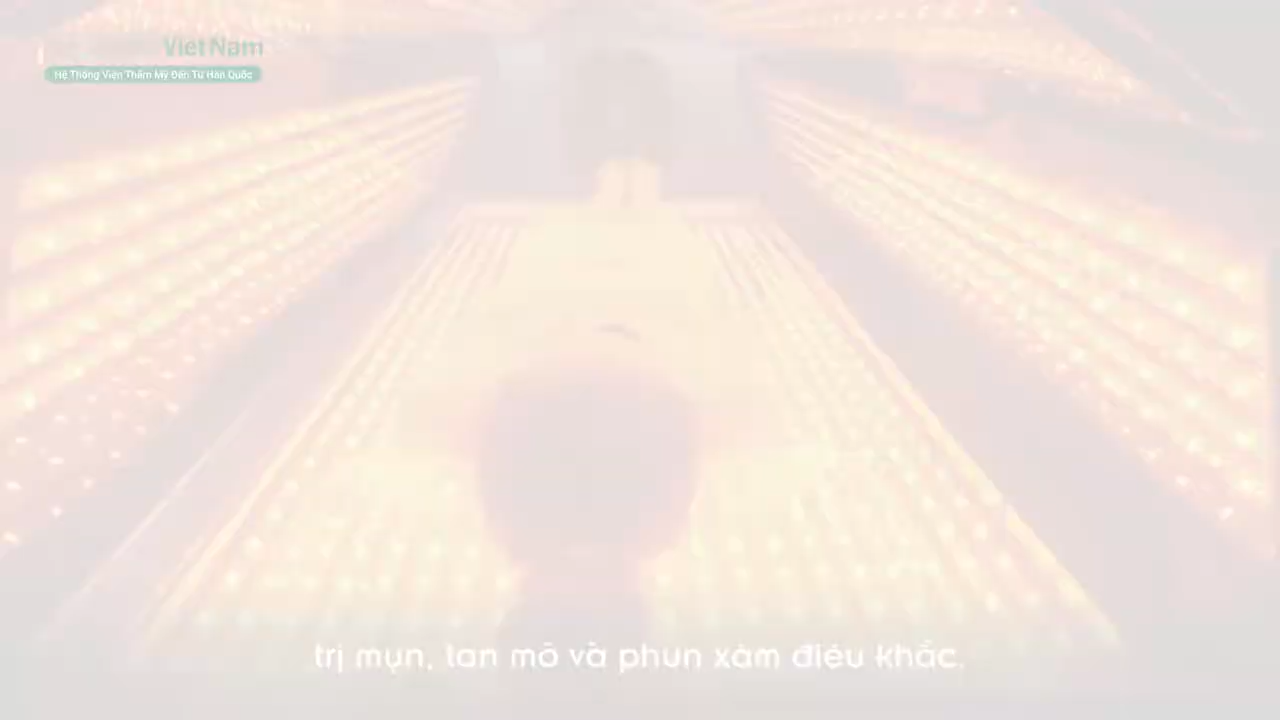 Việt Nam
Hệ Thống Viện Thẩm Mỹ Đến Từ Hàn Quốc
trị mụn, tan mỡ và phun xăm điêu khắc.